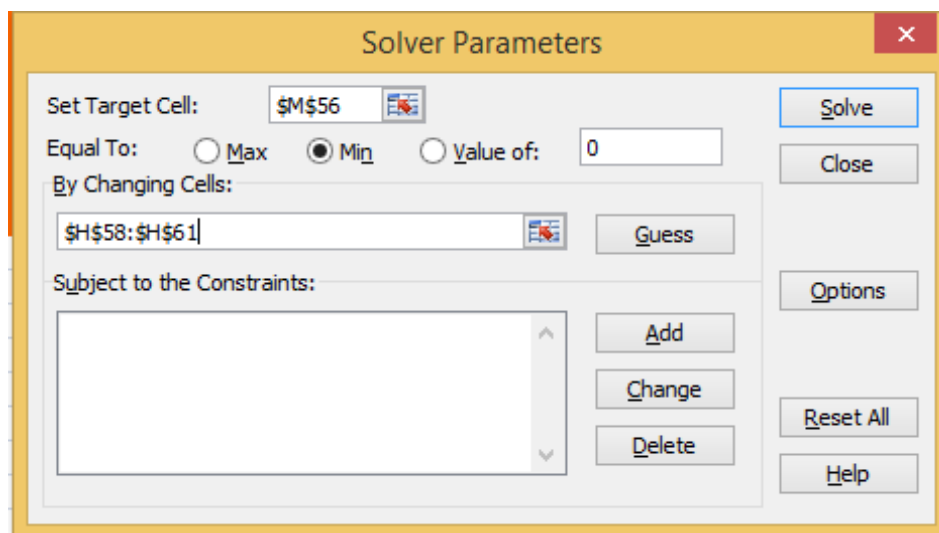 Solver Parameters
Set Target Cell: $M$56
Solve
Equal To: Max Min Value of: 0
Close
By Changing Cells:
$H$58:$H$61
Guess
Subject to the Constraints:
Options
Add
Change
Reset All
Delete
Help